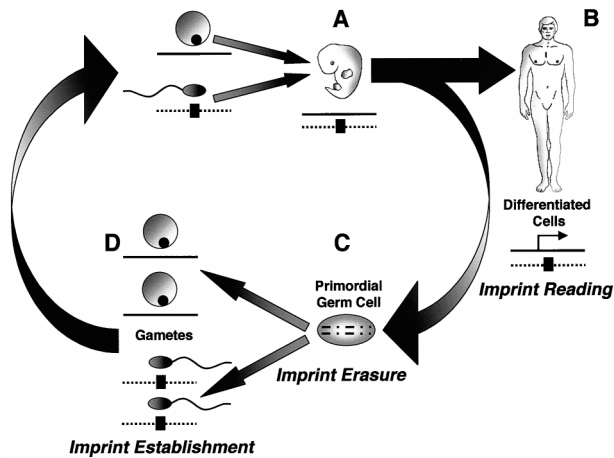 A
B
Differentiated
Cells
Imprint Reading
D
C
Primordial
Germ Cell
Gametes
Imprint Erasure
Imprint Establishment